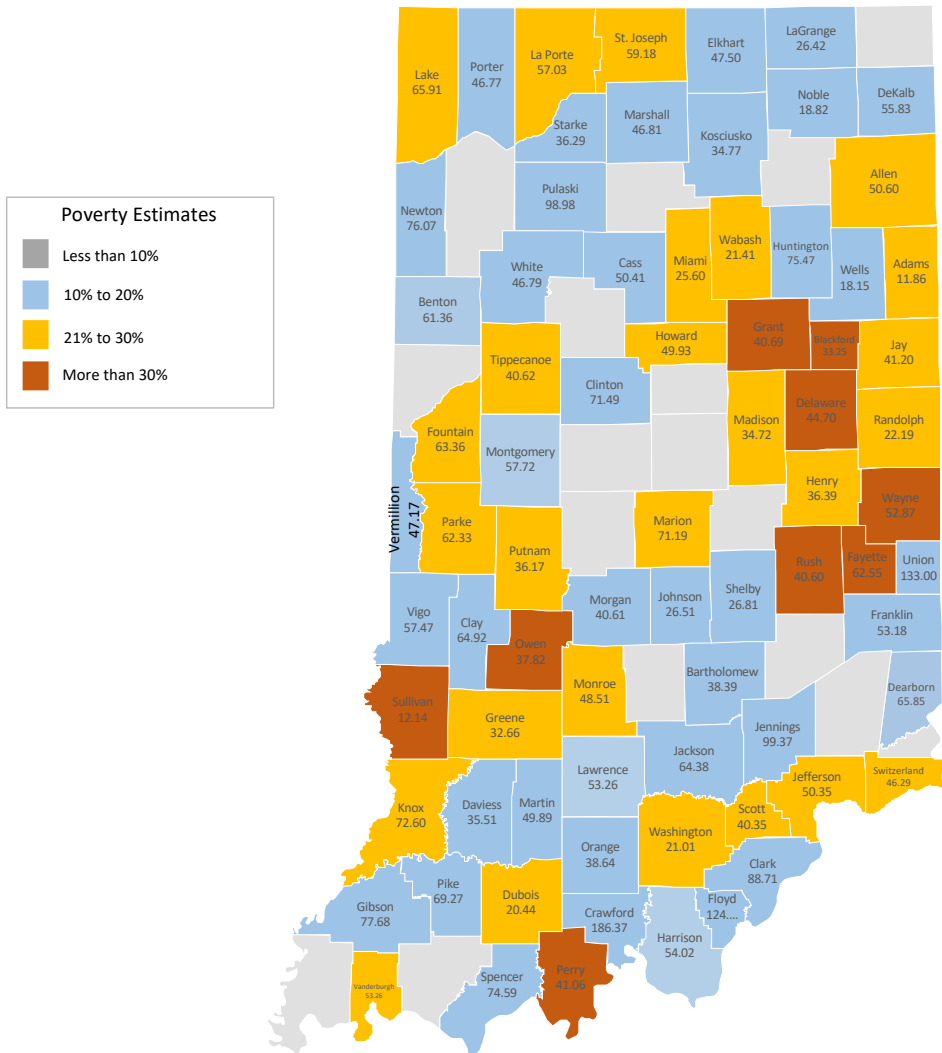 Poverty Estimates
Less than 10%
10% to 20%
21% to 30%
More than 30%
Lake
65.91
Porter
46.77
La Porte
57.03
St. Joseph
59.18
Elkhart
47.50
LaGrange
26.42
Noble
18.82
DeKalb
55.83
Starke
36.29
Marshall
46.81
Kosciusko
34.77
Allen
50.60
Newton
76.07
Pulaski
98.98
White
46.79
Cass
50.41
Miami
25.60
Wabash
21.41
Huntington
75.47
Wells
18.15
Adams
11.86
Benton
61.36
Tippecanoe
40.62
Clinton
71.49
Howard
49.93
Grant
40.69
Blackford
33.25
Jay
41.20
Fountain
63.36
Montgomery
57.72
Madison
34.72
Delaware
44.70
Randolph
22.19
Vermillion
47.17
Parke
62.33
Putnam
36.17
Marion
71.19
Henry
36.39
Wayne
52.87
Rush
40.60
Fayette
62.55
Union
133.00
Vigo
57.47
Clay
64.92
Owen
37.82
Morgan
40.61
Johnson
26.51
Shelby
26.81
Franklin
53.18
Sullivan
12.14
Greene
32.66
Monroe
48.51
Bartholomew
38.39
Dearborn
65.85
Jennings
99.37
Jackson
64.38
Lawrence
53.26
Jefferson
50.35
Switzerland
46.29
Knox
72.60
Daviess
35.51
Martin
49.89
Orange
38.64
Washington
21.01
Scott
40.35
Clark
88.71
Gibson
77.68
Pike
69.27
Dubois
20.44
Crawford
186.37
Floyd
124....
Harrison
54.02
Vanderburgh
53.26
Spencer
74.59
Perry
41.06